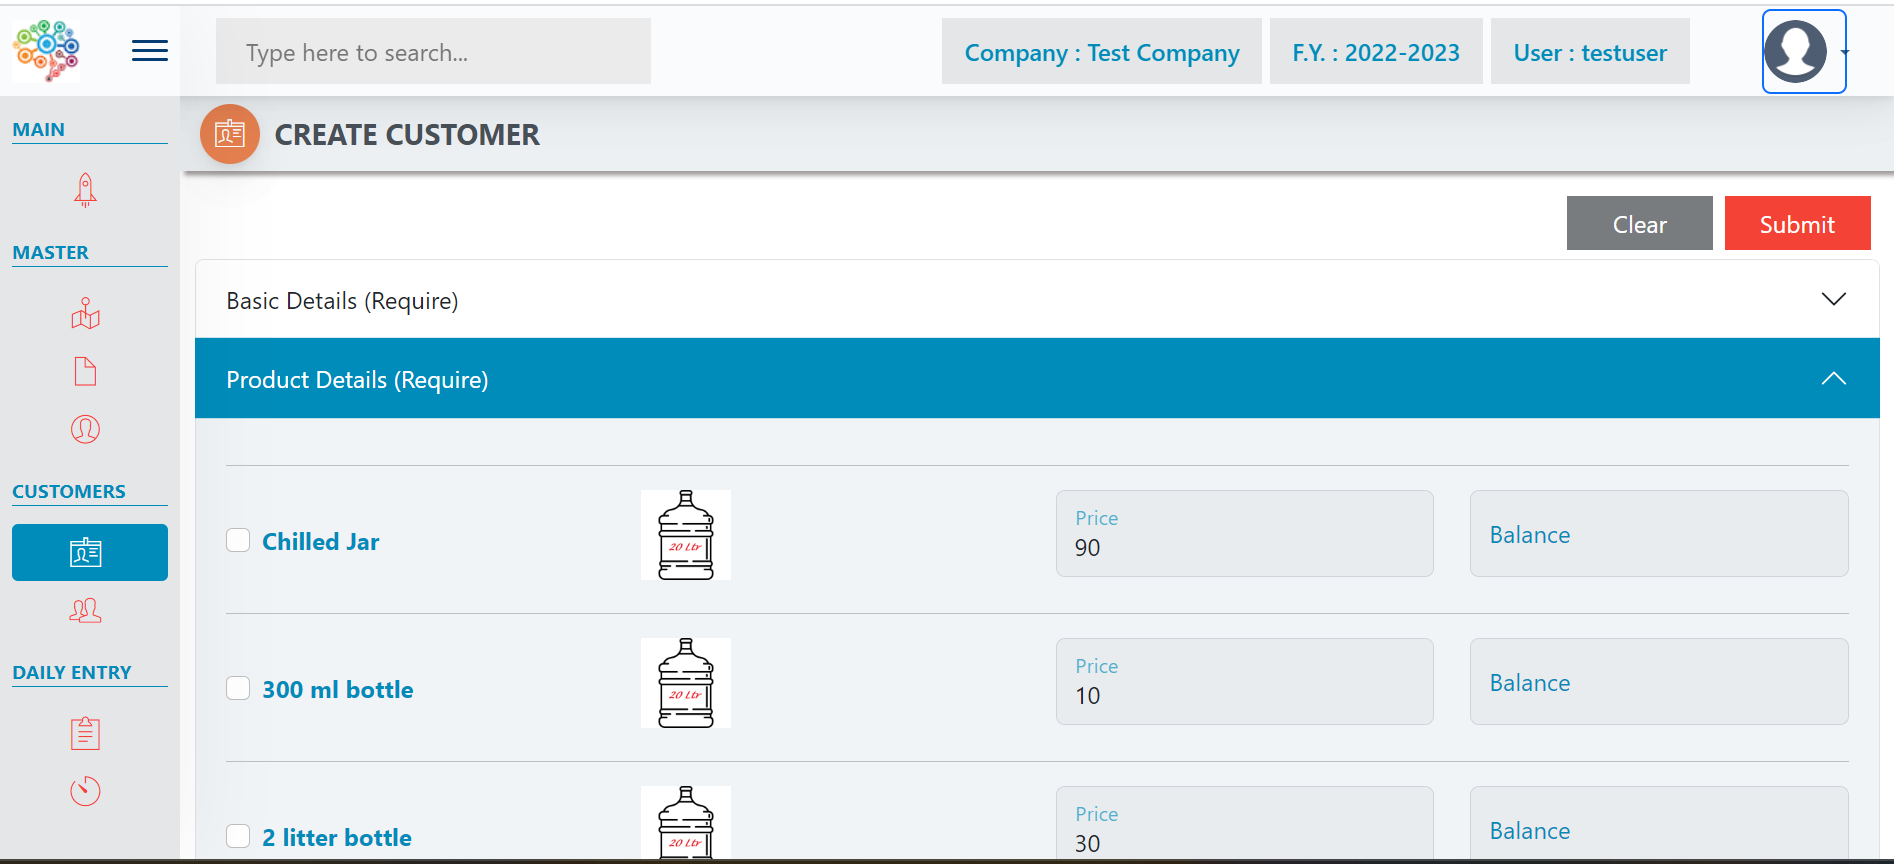 Type here to search...
Company : Test Company
F.Y. : 2022-2023
User : testuser
MAIN
MASTER
CUSTOMERS
DAILY ENTRY
CREATE CUSTOMER
Clear
Submit
Basic Details (Require)
Product Details (Require)
Chilled Jar
20 Ltr
Price
90
Balance
300 ml bottle
20 Ltr
Price
10
Balance
2 litter bottle
20 Ltr
Price
30
Balance